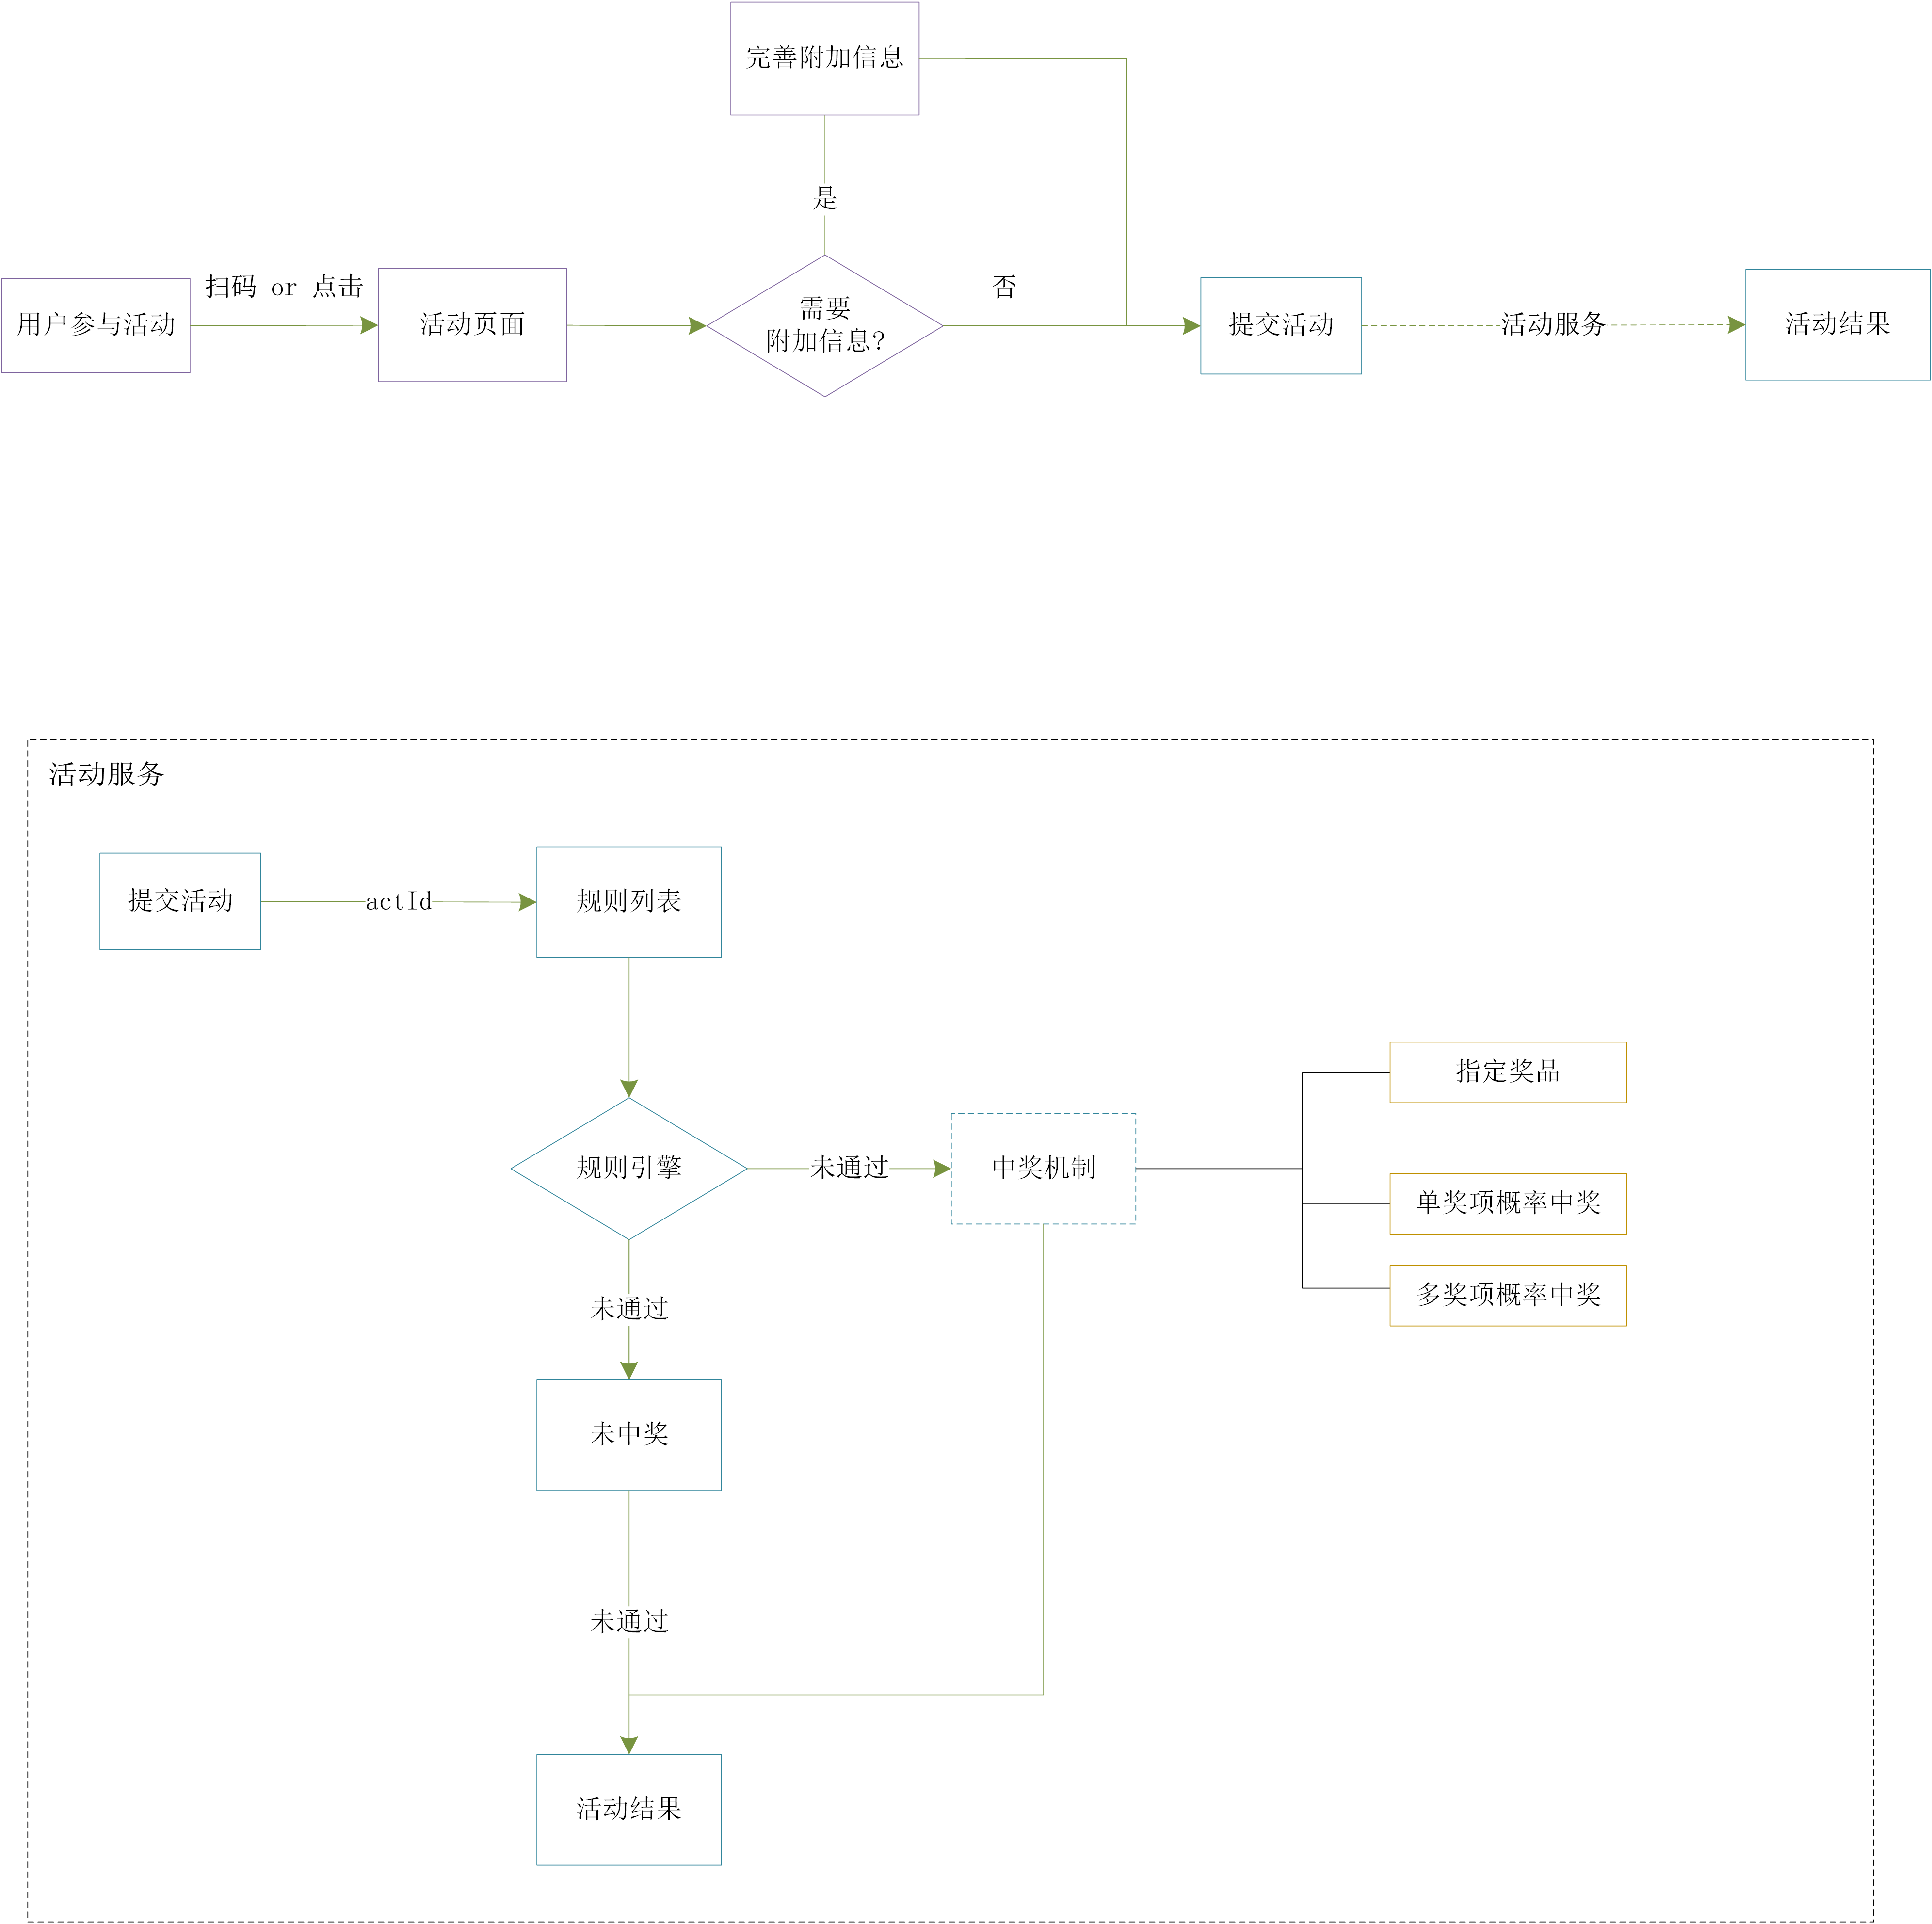 完善附加信息
是
用户参与活动
扫码 or 点击
活动页面
需要
附加信息?
否
提交活动
活动服务
活动结果
活动服务
提交活动
actId
规则列表
规则引擎
未通过
中奖机制
指定奖品
单奖项概率中奖
多奖项概率中奖
未通过
未中奖
未通过
活动结果